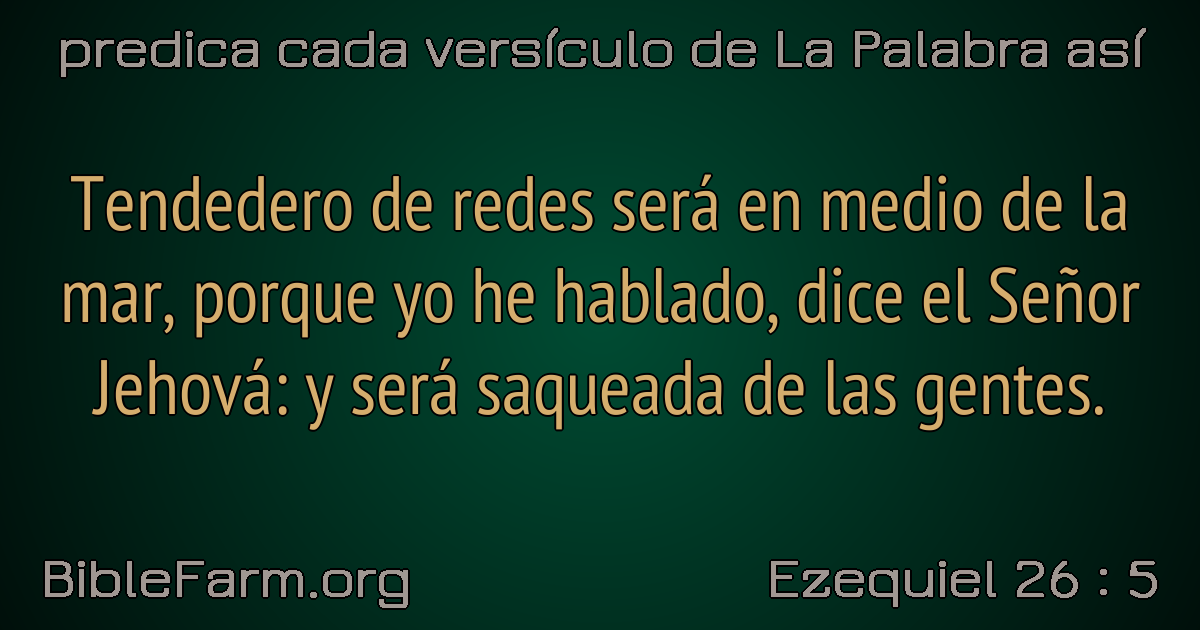 predica cada versículo de La Palabra así
Tendedero de redes será en medio de la
mar, porque yo he hablado, dice el Señor
Jehová: y será saqueada de las gentes.
BibleFarm.org
Ezequiel 26 : 5